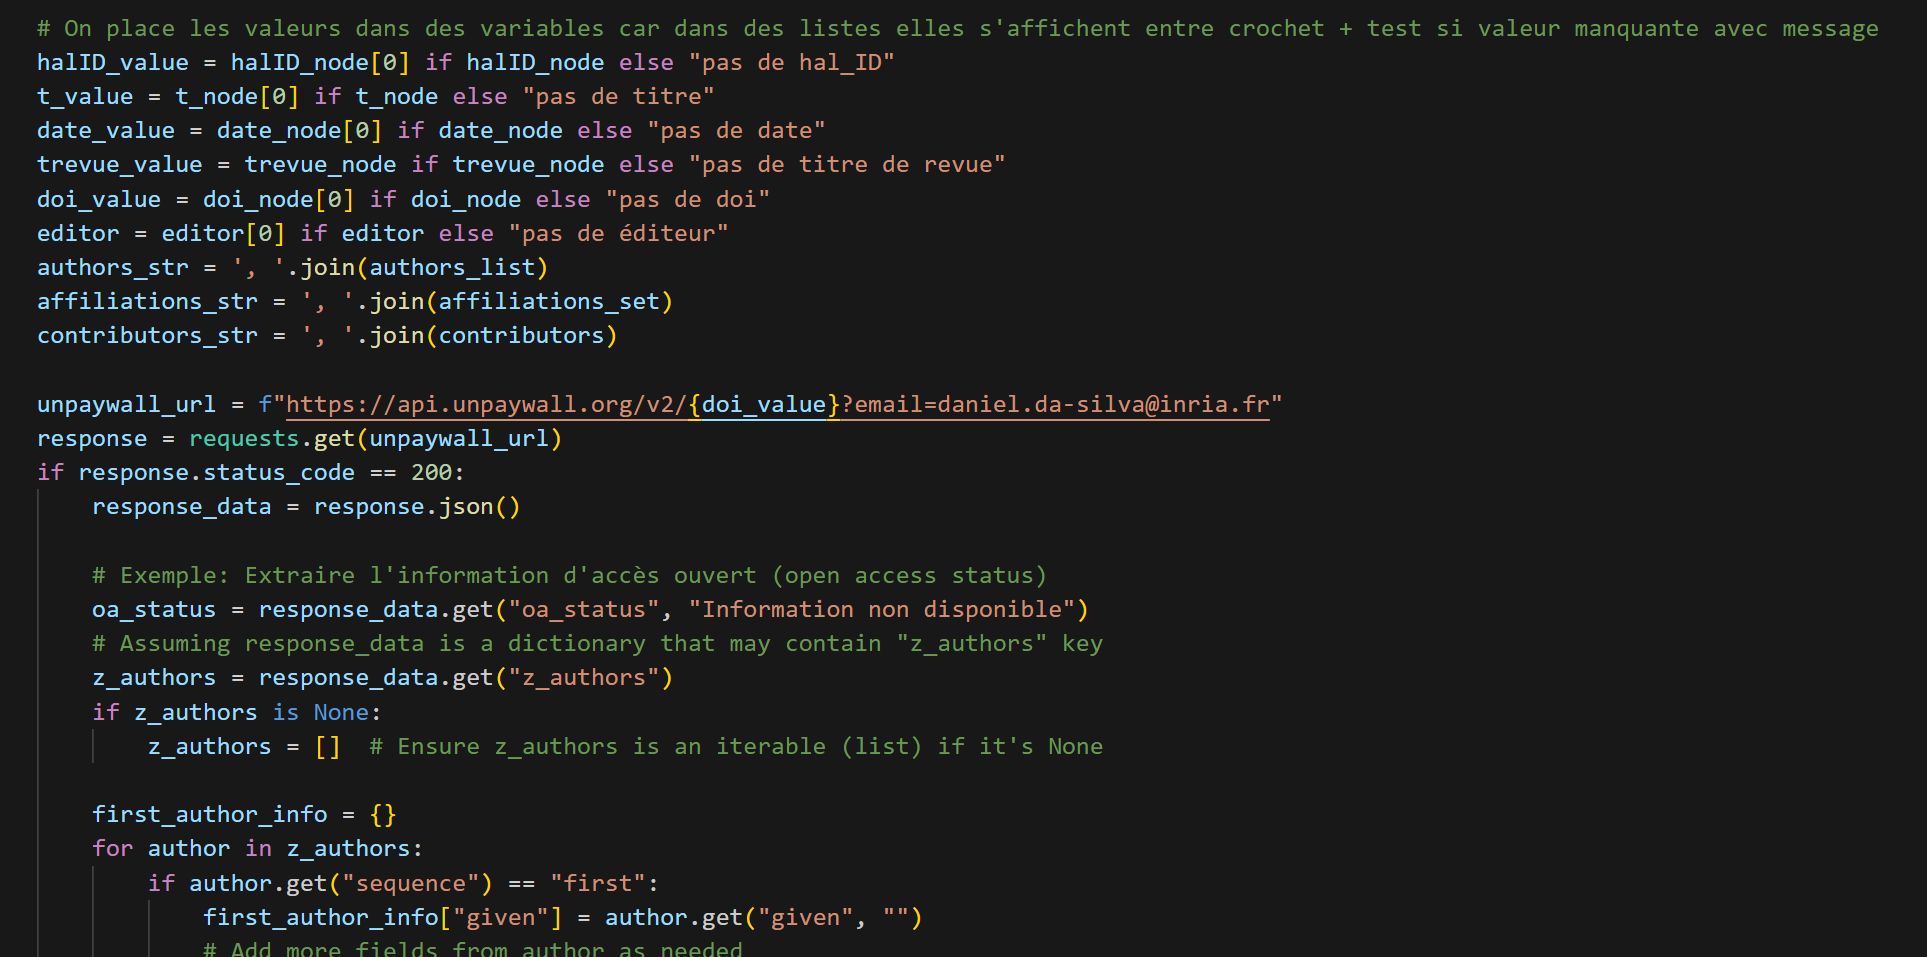 # On place les valeurs dans des variables car dans des listes elles s'affichent entre crochet + test si valeur manquante avec message
halID_value = halID_node[0] if halID_node else "pas de hal_ID"
t_value = t_node[0] if t_node else "pas de titre"
date_value = date_node[0] if date_node else "pas de date"
trevue_value = trevue_node if trevue_node else "pas de titre de revue"
doi_value = doi_node[0] if doi_node else "pas de doi"
editor = editor[0] if editor else "pas de éditeur"
authors_str = ', '.join(authors_list)
affiliations_str = ', '.join(affiliations_set)
contributors_str = ', '.join(contributors)
unpaywall_url = f"https://api.unpaywall.org/v2/{doi_value}?email=daniel.da-silva@inria.fr"
response = requests.get(unpaywall_url)
if response.status_code == 200:
    response_data = response.json()
    # Exemple: Extraire l'information d'accès ouvert (open access status)
    oa_status = response_data.get("oa_status", "Information non disponible")
    # Assuming response_data is a dictionary that may contain "z_authors" key
    z_authors = response_data.get("z_authors")
    if z_authors is None:
        z_authors = []  # Ensure z_authors is an iterable (list) if it's None
    first_author_info = {}
    for author in z_authors:
        if author.get("sequence") == "first":
            first_author_info["given"] = author.get("given", "")
            # Add more fields from author as needed